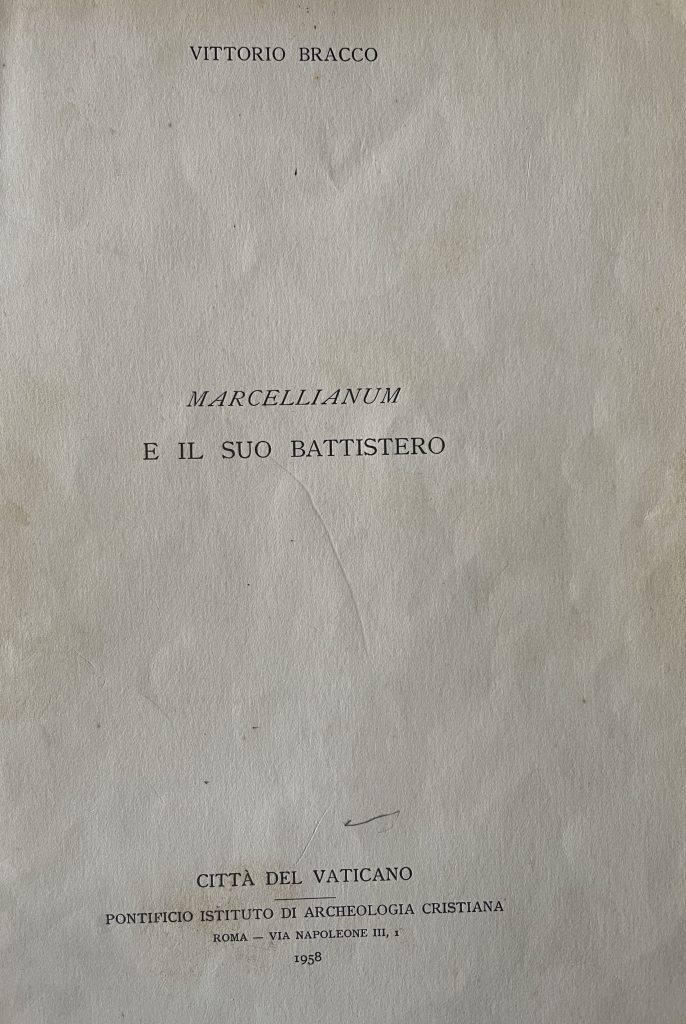 VITTORIO BRACCO
MARCELLIANUM
E IL SUO BATTISTERO
CITTÀ DEL VATICANO
PONTIFICIO ISTITUTO DI ARCHEOLOGIA CRISTIANA
ROMA — VIA NAPOLEONE III, 1
1958